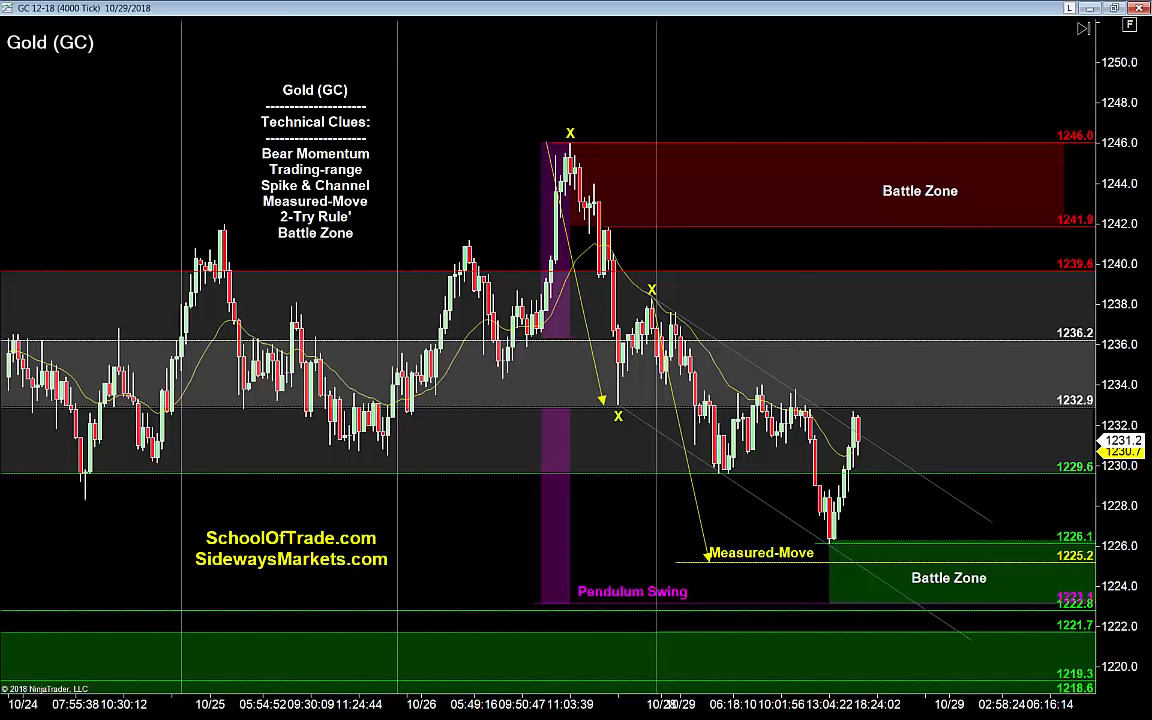 GC 12-18 (4000 Tick) 10/29/2018
L
F
Gold (GC)
Gold (GC)
---------------------
Technical Clues:
---------------------
Bear Momentum
Trading-range
Spike & Channel
Measured-Move
2-Try Rule'
Battle Zone
X
X
X
Battle Zone
Battle Zone
Measured-Move
Pendulum Swing
SchoolOfTrade.com
SidewaysMarkets.com
1246.0
1241.9
1239.6
1236.2
1232.9
1229.6
1226.1
1225.2
1222.8
1221.7
1219.3
1218.6
1250.0
1248.0
1246.0
1244.0
1242.0
1240.0
1238.0
1236.0
1234.0
1232.0
1231.2
1230.7
1230.0
1228.0
1226.0
1224.0
1222.0
1220.0
© 2018 NinjaTrader, LLC
10/24 07:55:38 10:30:12 10/25 05:54:52 09:30:09 11:24:44 10/26 05:49:16 09:50:47 11:03:39 10/29 06:18:10 10:01:56 13:04:22 18:24:02 10/29 02:58:24 06:16:14